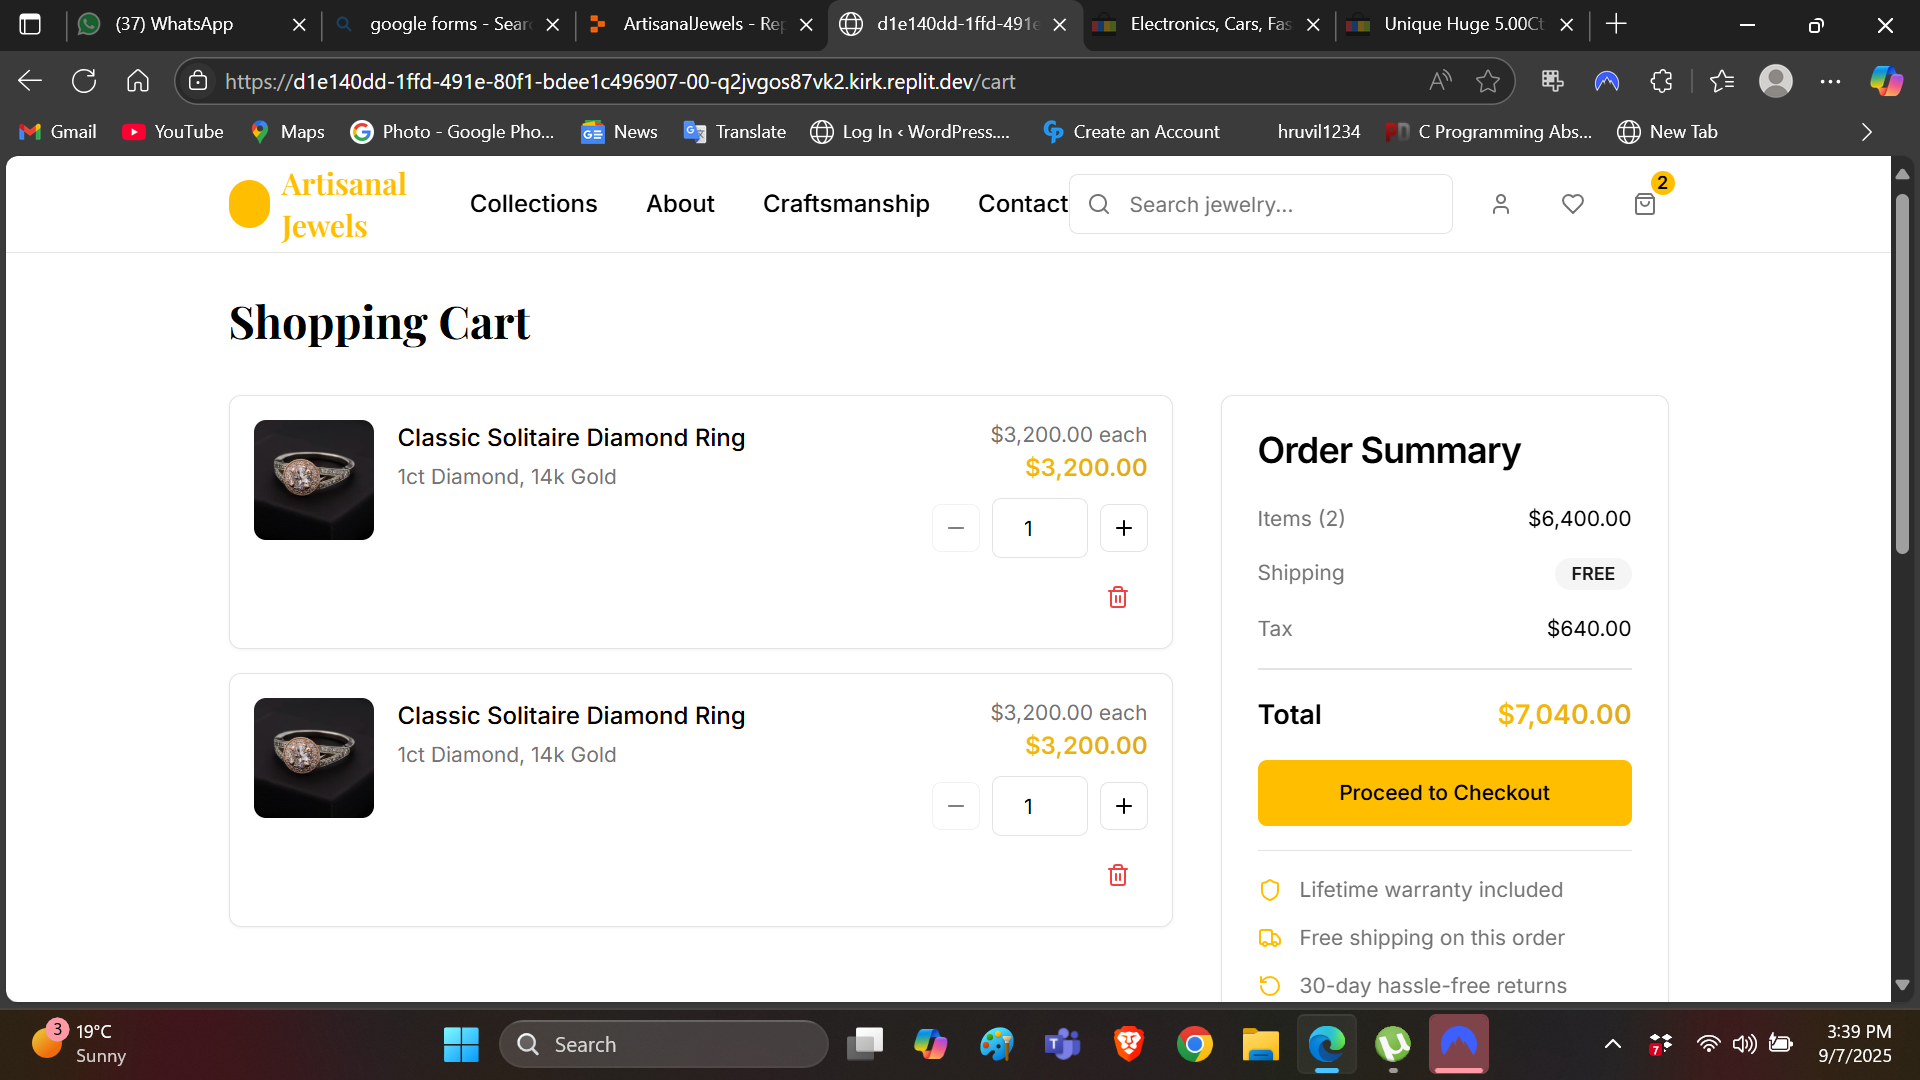 (37) WhatsApp
google forms - Sear
ArtisanalJewels - Rep
d1e140dd-1ffd-491e
Electronics, Cars, Fas
Unique Huge 5.00Ct
https://d1e140dd-1ffd-491e-80f1-bdee1c496907-00-q2jvgos87vk2.kirk.replit.dev/cart
Gmail
YouTube
Maps
Photo - Google Pho...
News
Translate
Log In ‹ WordPress....
Create an Account
hruvil1234
C Programming Abs...
New Tab
Artisanal
Jewels
Collections
About
Craftsmanship
Contact
Search jewelry...
2
Shopping Cart
Classic Solitaire Diamond Ring
1ct Diamond, 14k Gold
$3,200.00 each
$3,200.00
1
Classic Solitaire Diamond Ring
1ct Diamond, 14k Gold
$3,200.00 each
$3,200.00
1
Order Summary
Items (2) $6,400.00
Shipping FREE
Tax $640.00
Total $7,040.00
Proceed to Checkout
Lifetime warranty included
Free shipping on this order
30-day hassle-free returns
3
19°C
Sunny
Search
7
3:39 PM
9/7/2025